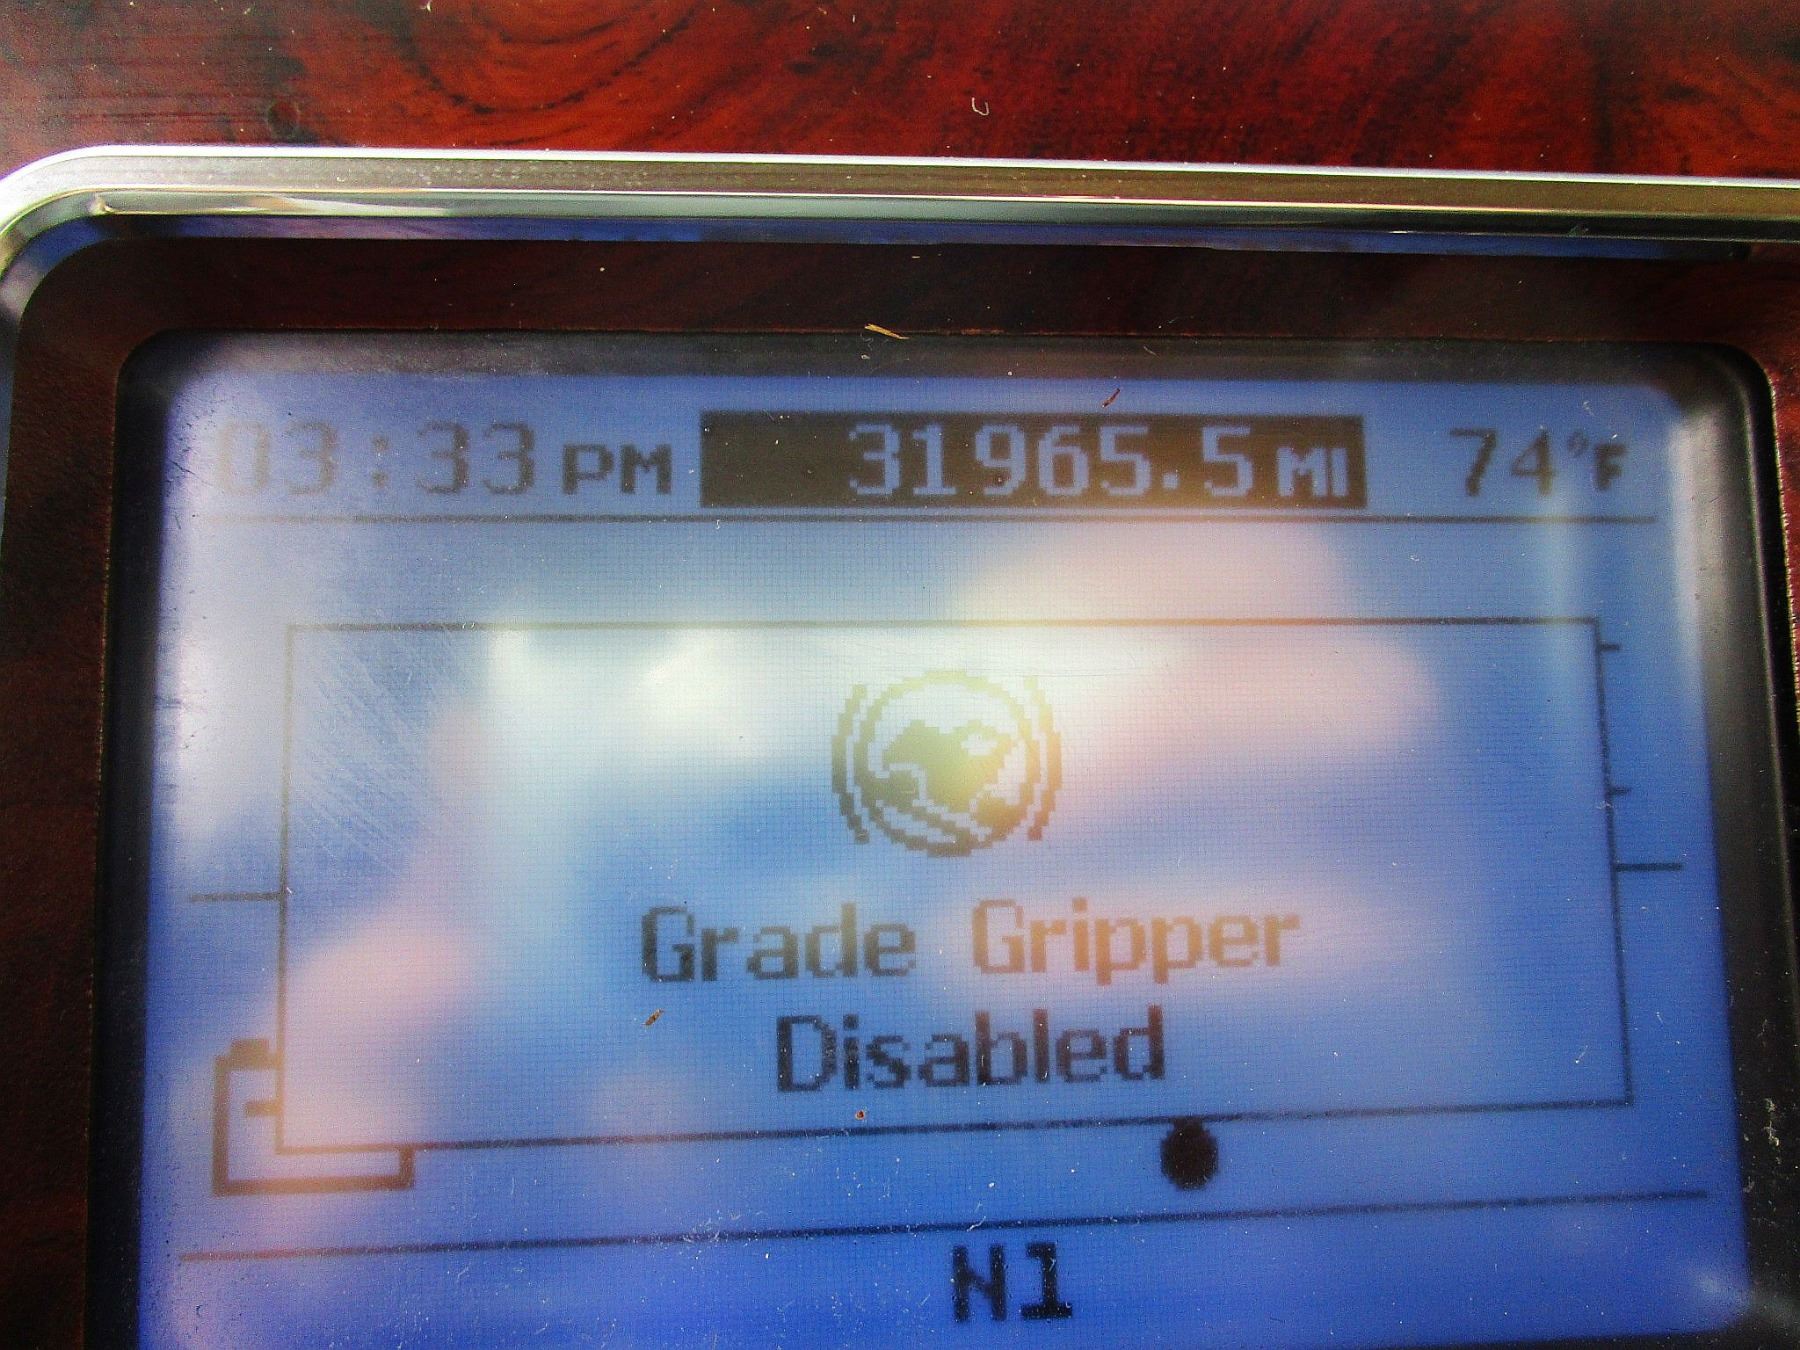 03:33 PM 31965.5 MI 74°F
Grade Gripper
Disabled
N1